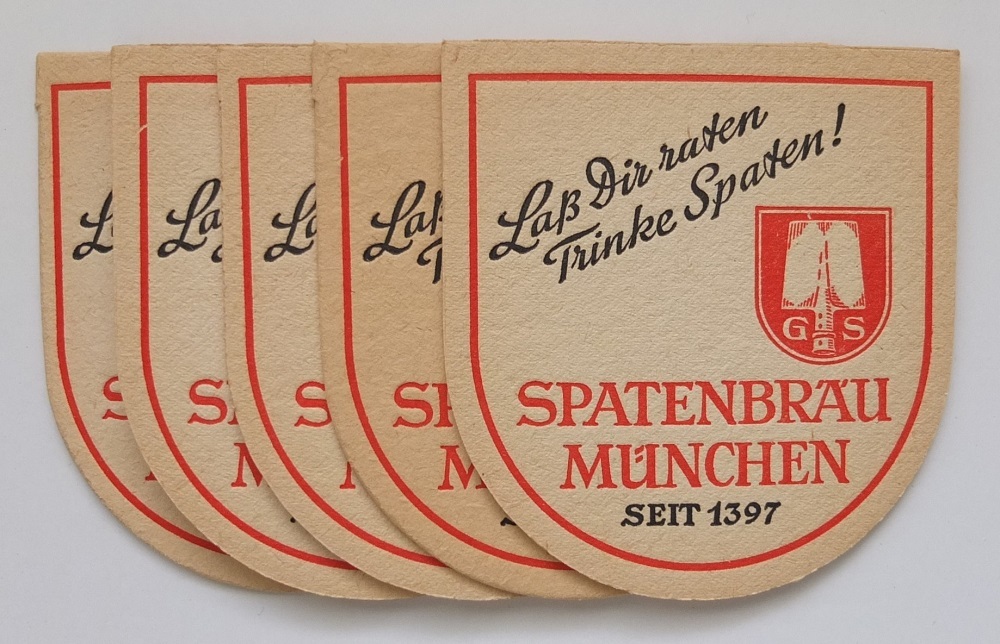 Laß Dir raten
Trinke Spaten!
G S
SPATENBRÄU
MÜNCHEN
SEIT 1397